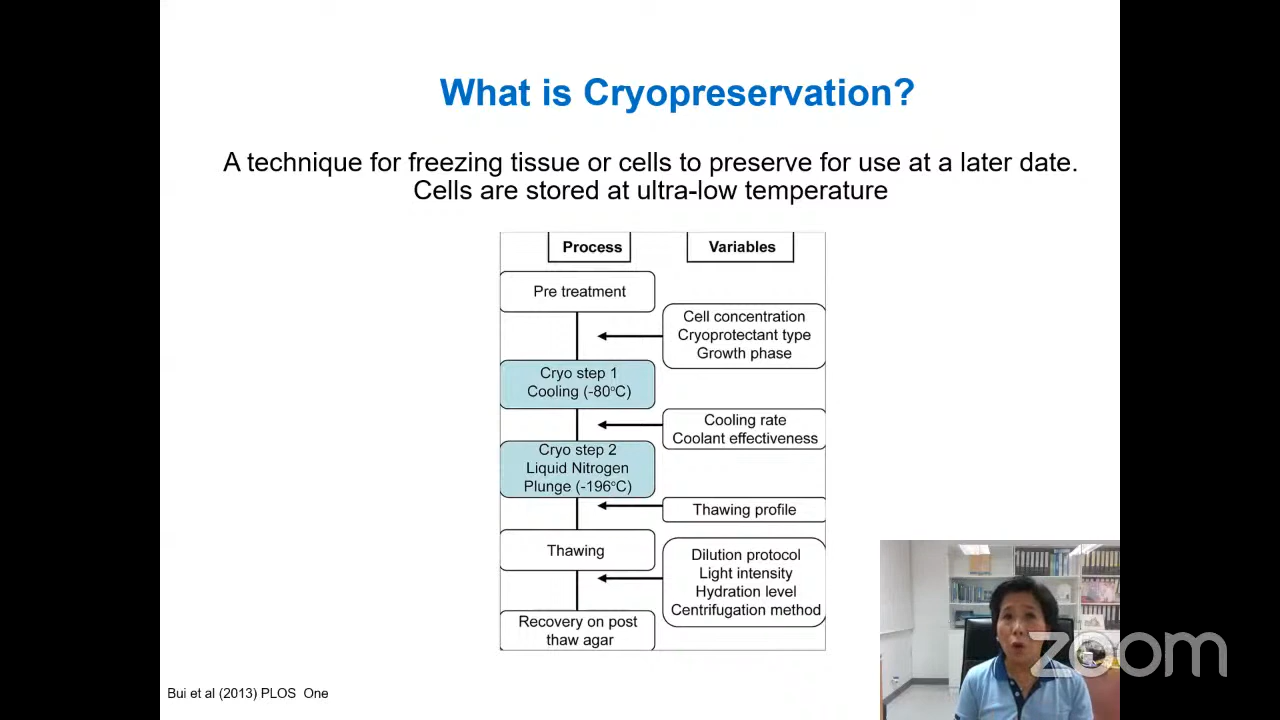 What is Cryopreservation?
A technique for freezing tissue or cells to preserve for use at a later date.
Cells are stored at ultra-low temperature
Process
Variables
Pre treatment
Cell concentration
Cryoprotectant type
Growth phase
Cryo step 1
Cooling (-80°C)
Cooling rate
Coolant effectiveness
Cryo step 2
Liquid Nitrogen
Plunge (-196°C)
Thawing profile
Thawing
Dilution protocol
Light intensity
Hydration level
Centrifugation method
Recovery on post
thaw agar
Bui et al (2013) PLOS One
zoom